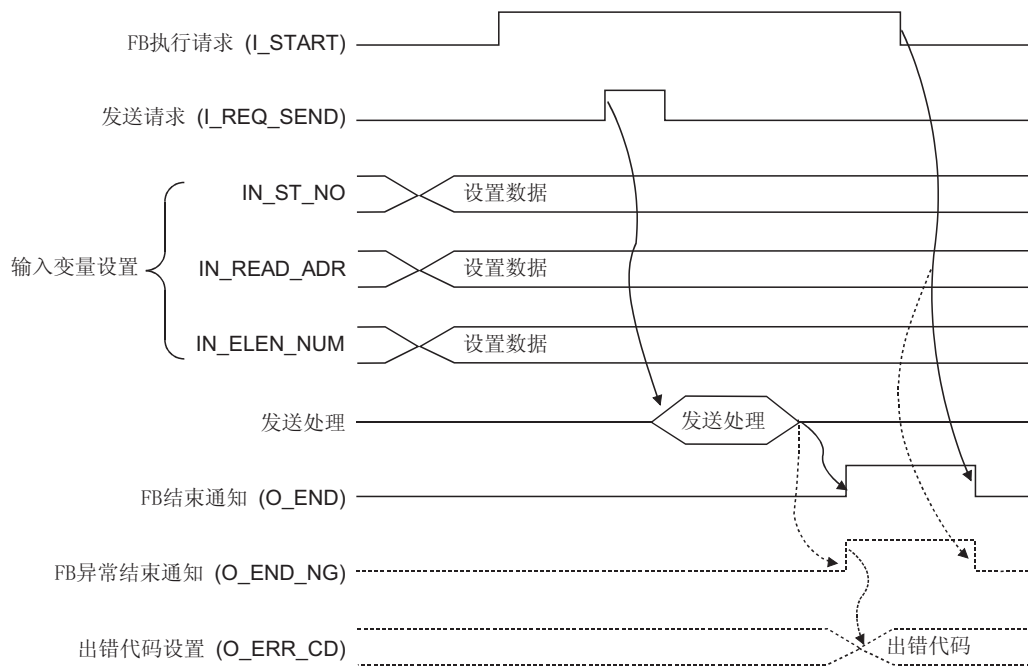 FB执行请求 (I_START)
发送请求 (I_REQ_SEND)
IN_ST_NO
设置数据
输入变量设置
IN_READ_ADR
设置数据
IN_ELEN_NUM
设置数据
发送处理
发送处理
FB结束通知 (O_END)
FB异常结束通知 (O_END_NG)
出错代码设置 (O_ERR_CD)
出错代码